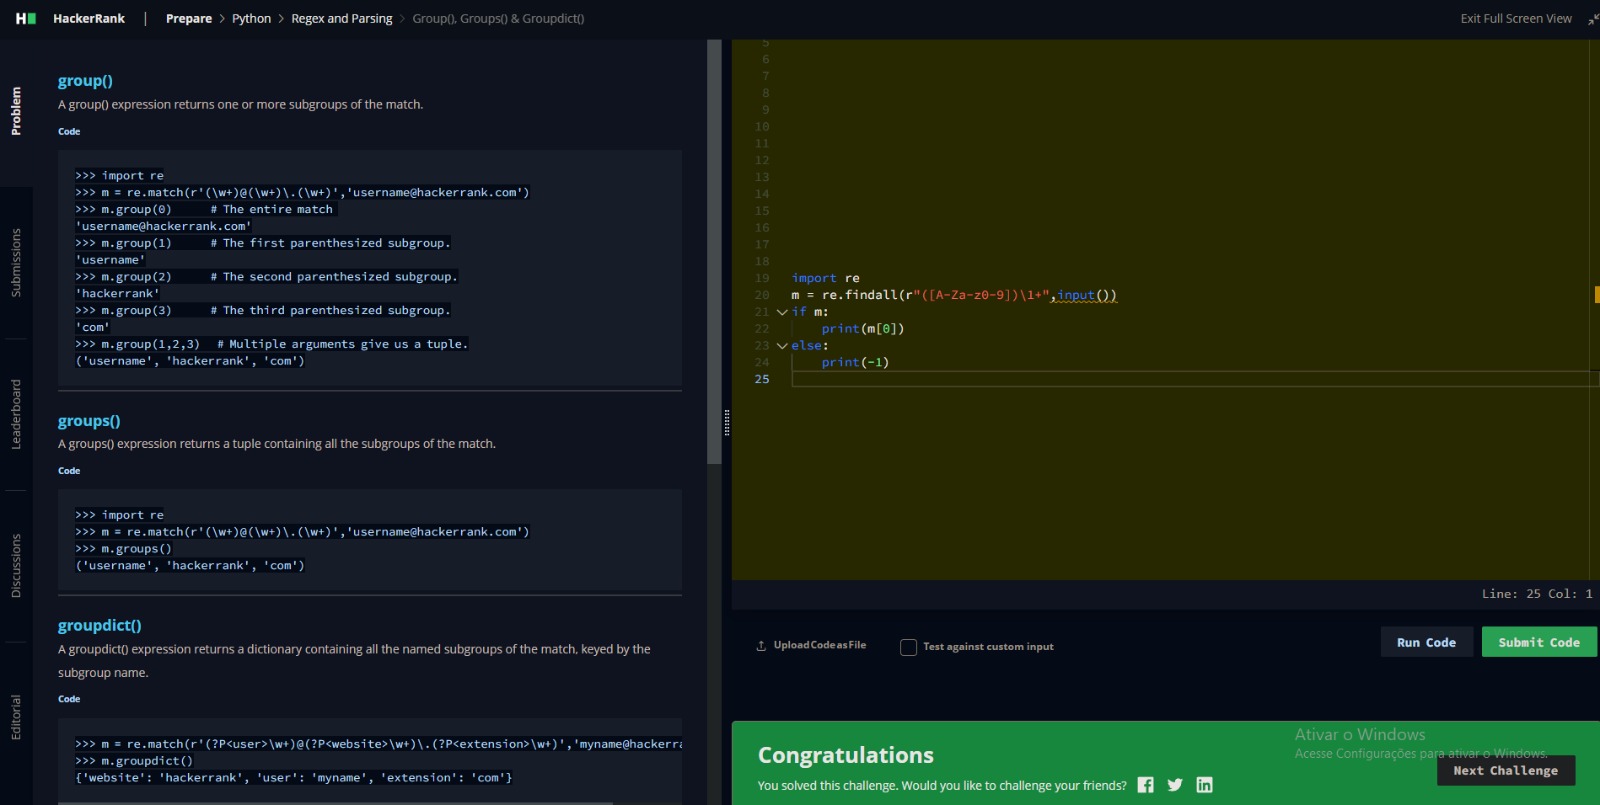 HackerRank | Prepare > Python > Regex and Parsing > Group(), Groups() & Groupdict()
Exit Full Screen View
Problem
Submissions
Leaderboard
Discussions
Editorial
group()
A group() expression returns one or more subgroups of the match.
Code
>>> import re
>>> m = re.match(r'(\w+)@(\w+)\.(\w+)','username@hackerrank.com')
>>> m.group(0)      # The entire match
'username@hackerrank.com'
>>> m.group(1)      # The first parenthesized subgroup.
'username'
>>> m.group(2)      # The second parenthesized subgroup.
'hackerrank'
>>> m.group(3)      # The third parenthesized subgroup.
'com'
>>> m.group(1,2,3)  # Multiple arguments give us a tuple.
('username', 'hackerrank', 'com')
groups()
A groups() expression returns a tuple containing all the subgroups of the match.
Code
>>> import re
>>> m = re.match(r'(\w+)@(\w+)\.(\w+)','username@hackerrank.com')
>>> m.groups()
('username', 'hackerrank', 'com')
groupdict()
A groupdict() expression returns a dictionary containing all the named subgroups of the match, keyed by the
subgroup name.
Code
>>> m = re.match(r'(?P<user>\w+)@(?P<website>\w+)\.(?P<extension>\w+)','myname@hackerra
>>> m.groupdict()
{'website': 'hackerrank', 'user': 'myname', 'extension': 'com'}
5
6
7
8
9
10
11
12
13
14
15
16
17
18
19 import re
20 m = re.findall(r"([A-Za-z0-9])\1+",input())
21 if m:
22     print(m[0])
23 else:
24     print(-1)
25
Line: 25 Col: 1
Upload Code as File
Test against custom input
Run Code
Submit Code
Congratulations
You solved this challenge. Would you like to challenge your friends?
Ativar o Windows
Acesse Configurações para ativar o Windows.
Next Challenge